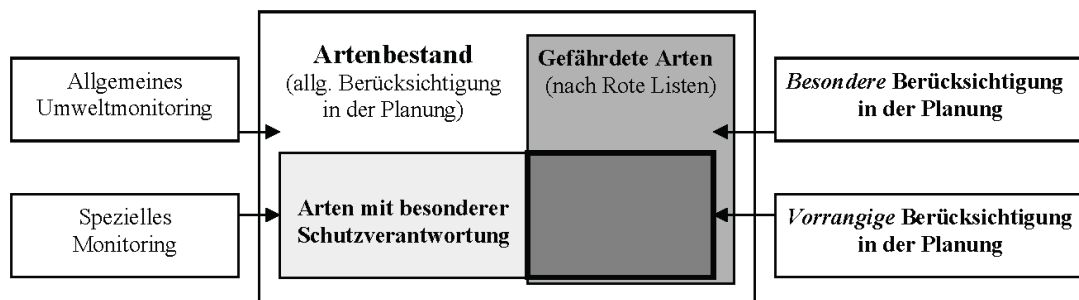 Allgemeines
Umweltmonitoring
Spezielles
Monitoring
Artenbestand
(allg. Berücksichtigung
in der Planung)
Gefährdete Arten
(nach Rote Listen)
Arten mit besonderer
Schutzverantwortung
Besondere Berücksichtigung
in der Planung
Vorrangige Berücksichtigung
in der Planung